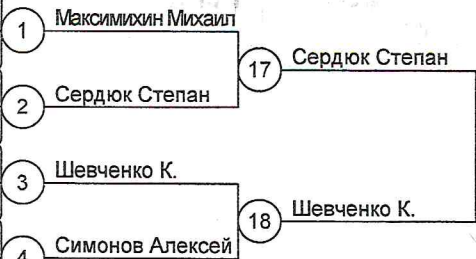 1 Максимихин Михаил
17 Сердюк Степан
2 Сердюк Степан
3 Шевченко К.
18 Шевченко К.
4 Симонов Алексей